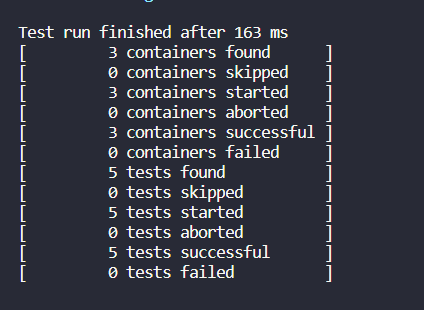 Test run finished after 163 ms
[         3 containers found      ]
[         0 containers skipped    ]
[         3 containers started    ]
[         0 containers aborted    ]
[         3 containers successful ]
[         0 containers failed     ]
[         5 tests found           ]
[         0 tests skipped         ]
[         5 tests started         ]
[         0 tests aborted         ]
[         5 tests successful      ]
[         0 tests failed          ]